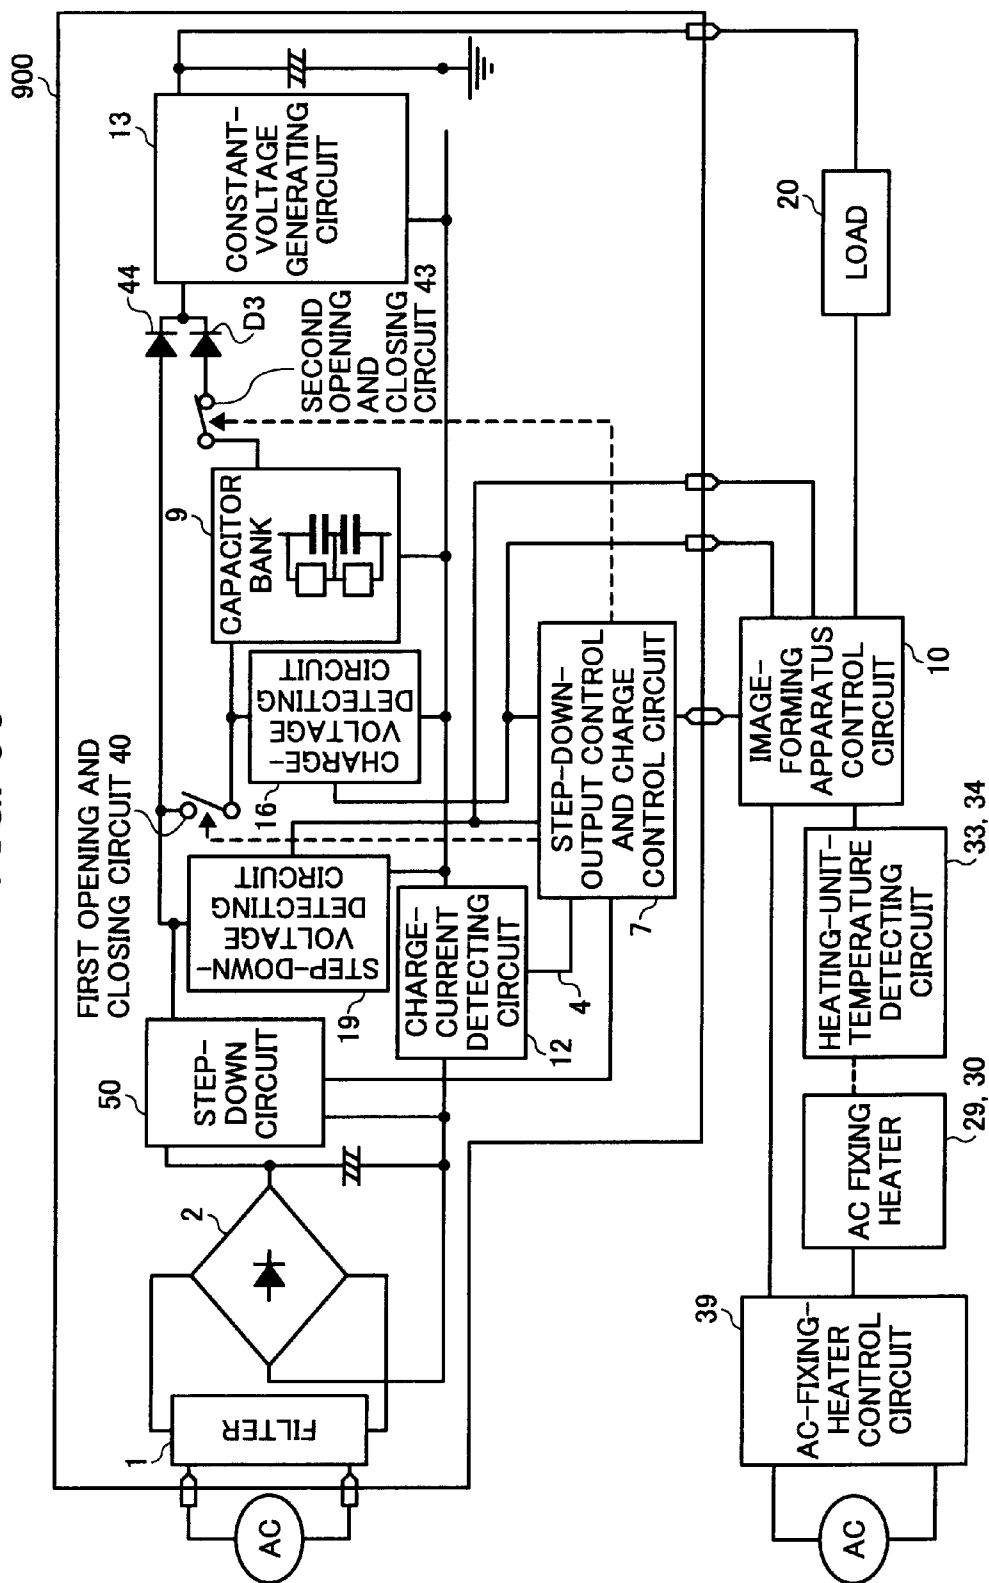 900
FIRST OPENING AND
CLOSING CIRCUIT 40
44
D3
13
CONSTANT-
VOLTAGE
GENERATING
CIRCUIT
SECOND
OPENING
AND
CLOSING
CIRCUIT 43
9
CAPACITOR
BANK
16
CHARGE-
VOLTAGE
DETECTING
CIRCUIT
19
STEP-DOWN-
VOLTAGE
DETECTING
CIRCUIT
50
STEP-
DOWN
CIRCUIT
2
1
FILTER
AC
12
CHARGE-
CURRENT
DETECTING
CIRCUIT
4
7
STEP-DOWN-
OUTPUT CONTROL
AND CHARGE
CONTROL CIRCUIT
20
LOAD
10
IMAGE-
FORMING
APPARATUS
CONTROL
CIRCUIT
33, 34
HEATING-UNIT-
TEMPERATURE
DETECTING
CIRCUIT
29, 30
AC FIXING
HEATER
39
AC-FIXING-
HEATER
CONTROL
CIRCUIT
AC